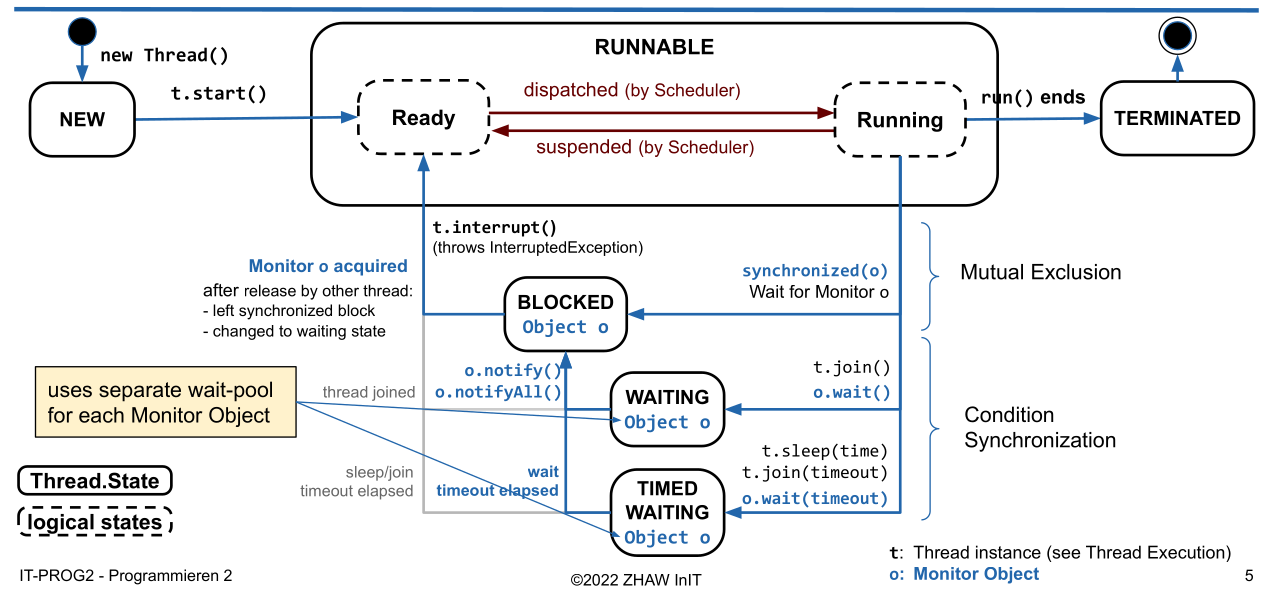 new Thread()
RUNNABLE
NEW
t.start()
Ready
dispatched (by Scheduler)
suspended (by Scheduler)
Running
run() ends
TERMINATED
t.interrupt()
(throws InterruptedException)
Monitor o acquired
after release by other thread:
- left synchronized block
- changed to waiting state
BLOCKED
Object o
synchronized(o)
Wait for Monitor o
Mutual Exclusion
uses separate wait-pool
for each Monitor Object
thread joined
o.notify()
o.notifyAll()
WAITING
Object o
t.join()
o.wait()
Condition
Synchronization
sleep/join
timeout elapsed
wait
timeout elapsed
TIMED
WAITING
Object o
t.sleep(time)
t.join(timeout)
o.wait(timeout)
Thread.State
logical states
t: Thread instance (see Thread Execution)
o: Monitor Object
IT-PROG2 - Programmieren 2
©2022 ZHAW InIT
5